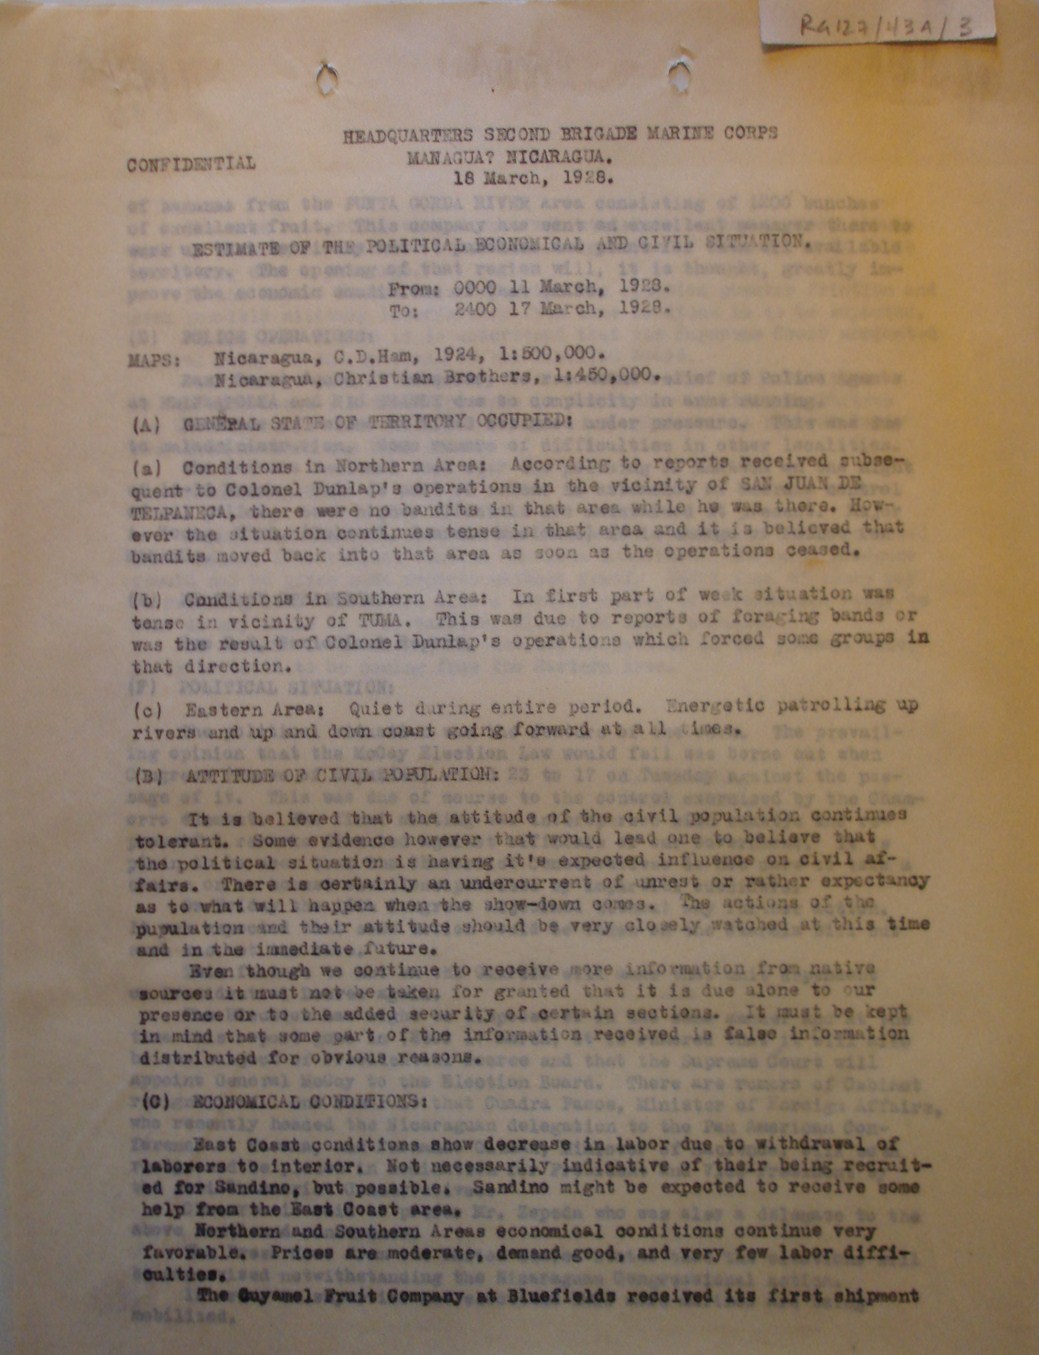 RG127/43A/3
HEADQUARTERS SECOND BRIGADE MARINE CORPS
CONFIDENTIAL MANAGUA? NICARAGUA.
18 March, 1928.
ESTIMATE OF THE POLITICAL ECONOMICAL AND CIVIL SITUATION.
From: 0000 11 March, 1928.
To: 2400 17 March, 1928.
MAPS: Nicaragua, C.D.Ham, 1924, 1:500,000.
Nicaragua, Christian Brothers, 1:450,000.
(A) GENERAL STATE OF TERRITORY OCCUPIED:
(a) Conditions in Northern Area: According to reports received subse-
quent to Colonel Dunlap's operations in the vicinity of SAN JUAN DE
TELPANECA, there were no bandits in that area while he was there. How-
ever the situation continues tense in that area and it is believed that
bandits moved back into that area as soon as the operations ceased.
(b) Conditions in Southern Area: In first part of week situation was
tense in vicinity of TUMA. This was due to reports of foraging bands or
was the result of Colonel Dunlap's operations which forced some groups in
that direction.
(c) Eastern Area: Quiet during entire period. Energetic patrolling up
rivers and up and down coast going forward at all times.
(B) ATTITUDE OF CIVIL POPULATION:
It is believed that the attitude of the civil population continues
tolerant. Some evidence however that would lead one to believe that
the political situation is having it's expected influence on civil af-
fairs. There is certainly an undercurrent of unrest or rather expectancy
as to what will happen when the show-down comes. The actions of the
pupulation and their attitude should be very closely watched at this time
and in the immediate future.
Even though we continue to receive more information from native
sources it must not be taken for granted that it is due alone to our
presence or to the added security of certain sections. It must be kept
in mind that some part of the information received is false information
distributed for obvious reasons.
(C) ECONOMICAL CONDITIONS:
East Coast conditions show decrease in labor due to withdrawal of
laborers to interior. Not necessarily indicative of their being recruit-
ed for Sandino, but possible. Sandino might be expected to receive some
help from the East Coast area.
Northern and Southern Areas economical conditions continue very
favorable. Prices are moderate, demand good, and very few labor diffi-
culties.
The Cuyamel Fruit Company at Bluefields received its first shipment